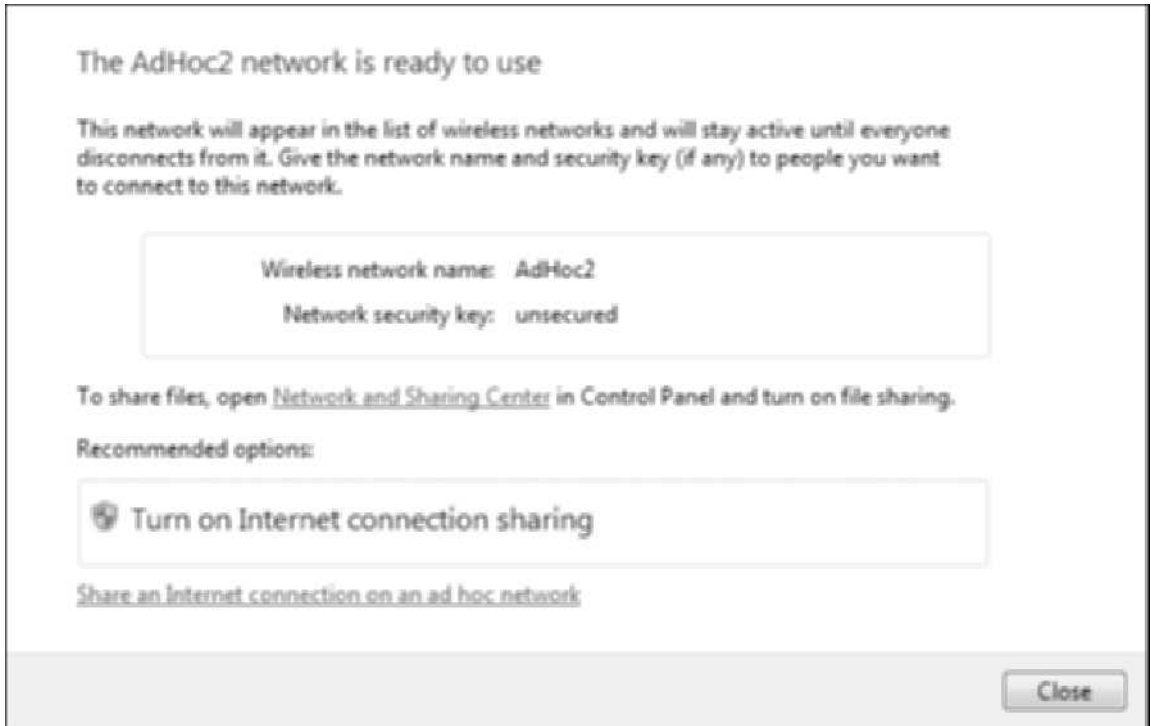 The AdHoc2 network is ready to use
This network will appear in the list of wireless networks and will stay active until everyone
disconnects from it. Give the network name and security key (if any) to people you want
to connect to this network.
Wireless network name: AdHoc2
Network security key: unsecured
To share files, open Network and Sharing Center in Control Panel and turn on file sharing.
Recommended options:
Turn on Internet connection sharing
Share an Internet connection on an ad hoc network
Close